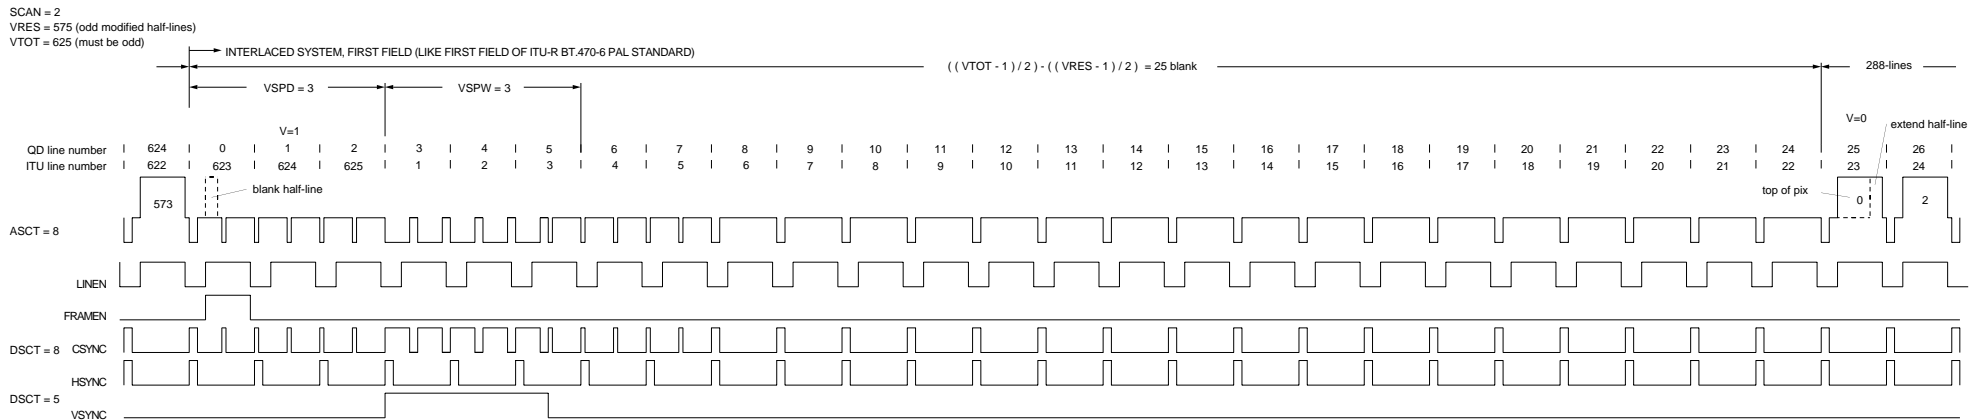 SCAN = 2
VRES = 575 (odd modified half-lines)
VTOT = 625 (must be odd)
INTERLACED SYSTEM, FIRST FIELD (LIKE FIRST FIELD OF ITU-R BT.470-6 PAL STANDARD)
( ( VTOT - 1 ) / 2 ) - ( ( VRES - 1 ) / 2 ) = 25 blank
288-lines
VSPD = 3
VSPW = 3
V=1
V=0
extend half-line
QD line number 624 0 1 2 3 4 5 6 7 8 9 10 11 12 13 14 15 16 17 18 19 20 21 22 23 24 25 26
ITU line number 622 623 624 625 1 2 3 4 5 6 7 8 9 10 11 12 13 14 15 16 17 18 19 20 21 22 23 24
blank half-line
top of pix
573
0
2
ASCT = 8
LINEN
FRAMEN
DSCT = 8 CSYNC
HSYNC
DSCT = 5
VSYNC